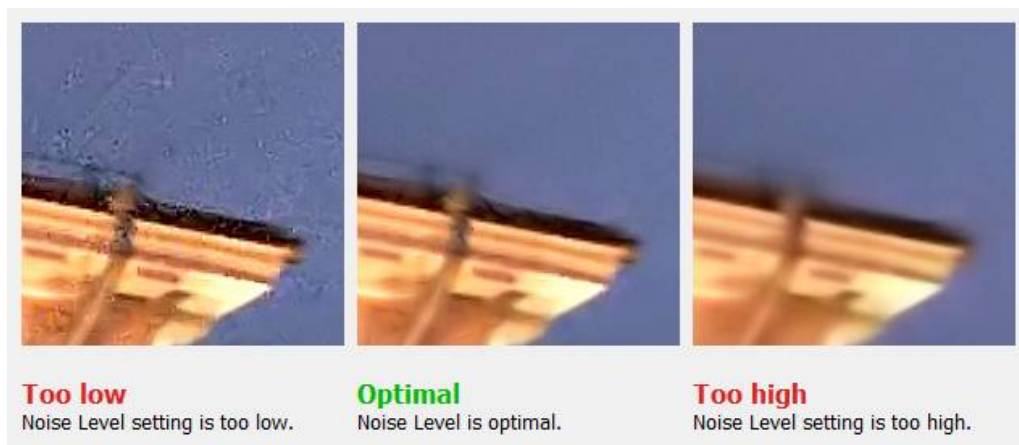 Too low
Noise Level setting is too low.
Optimal
Noise Level is optimal.
Too high
Noise Level setting is too high.